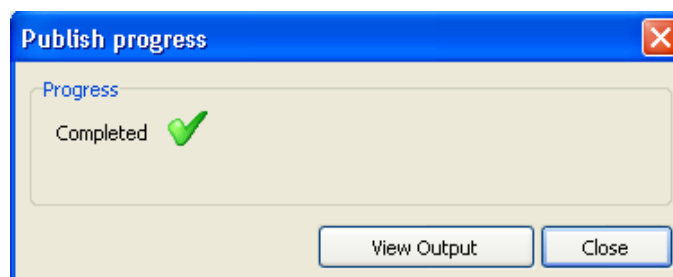 Publish progress
Progress
Completed
View Output
Close